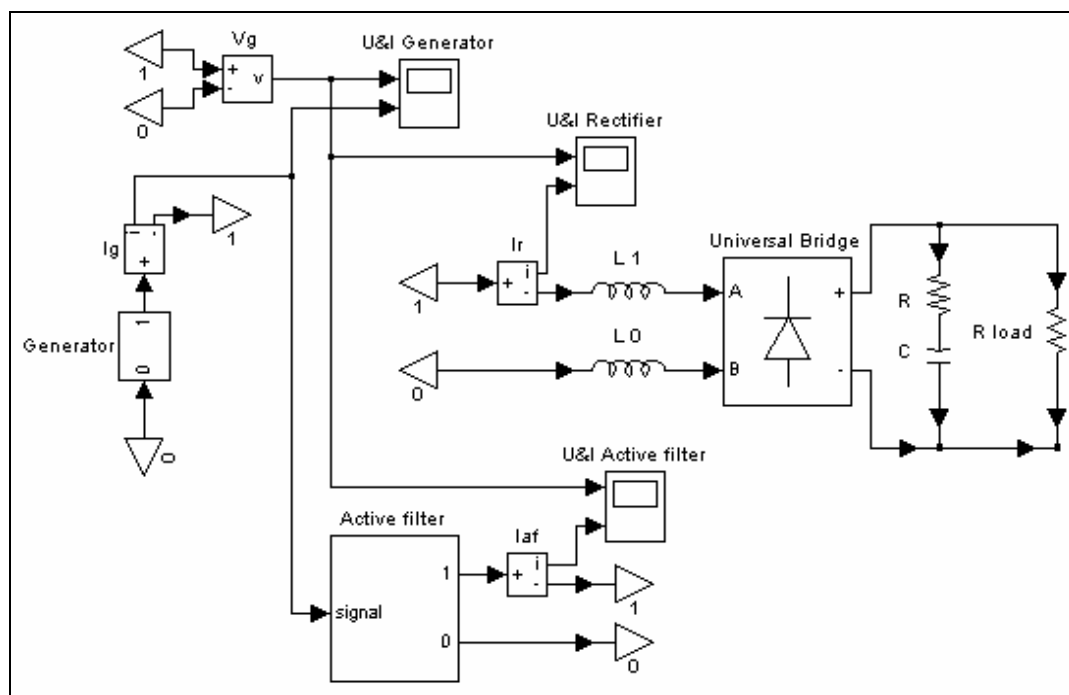 U&I Generator
Vg
1
+
v
-
0
U&I Rectifier
1
Ig
+
-
i
Ir
L 1
Universal Bridge
1
+
i
-
A
+
R
R load
Generator
1
0
L 0
0
B
-
C
0
U&I Active filter
Active filter
Iaf
1
+
i
-
1
signal
0
0